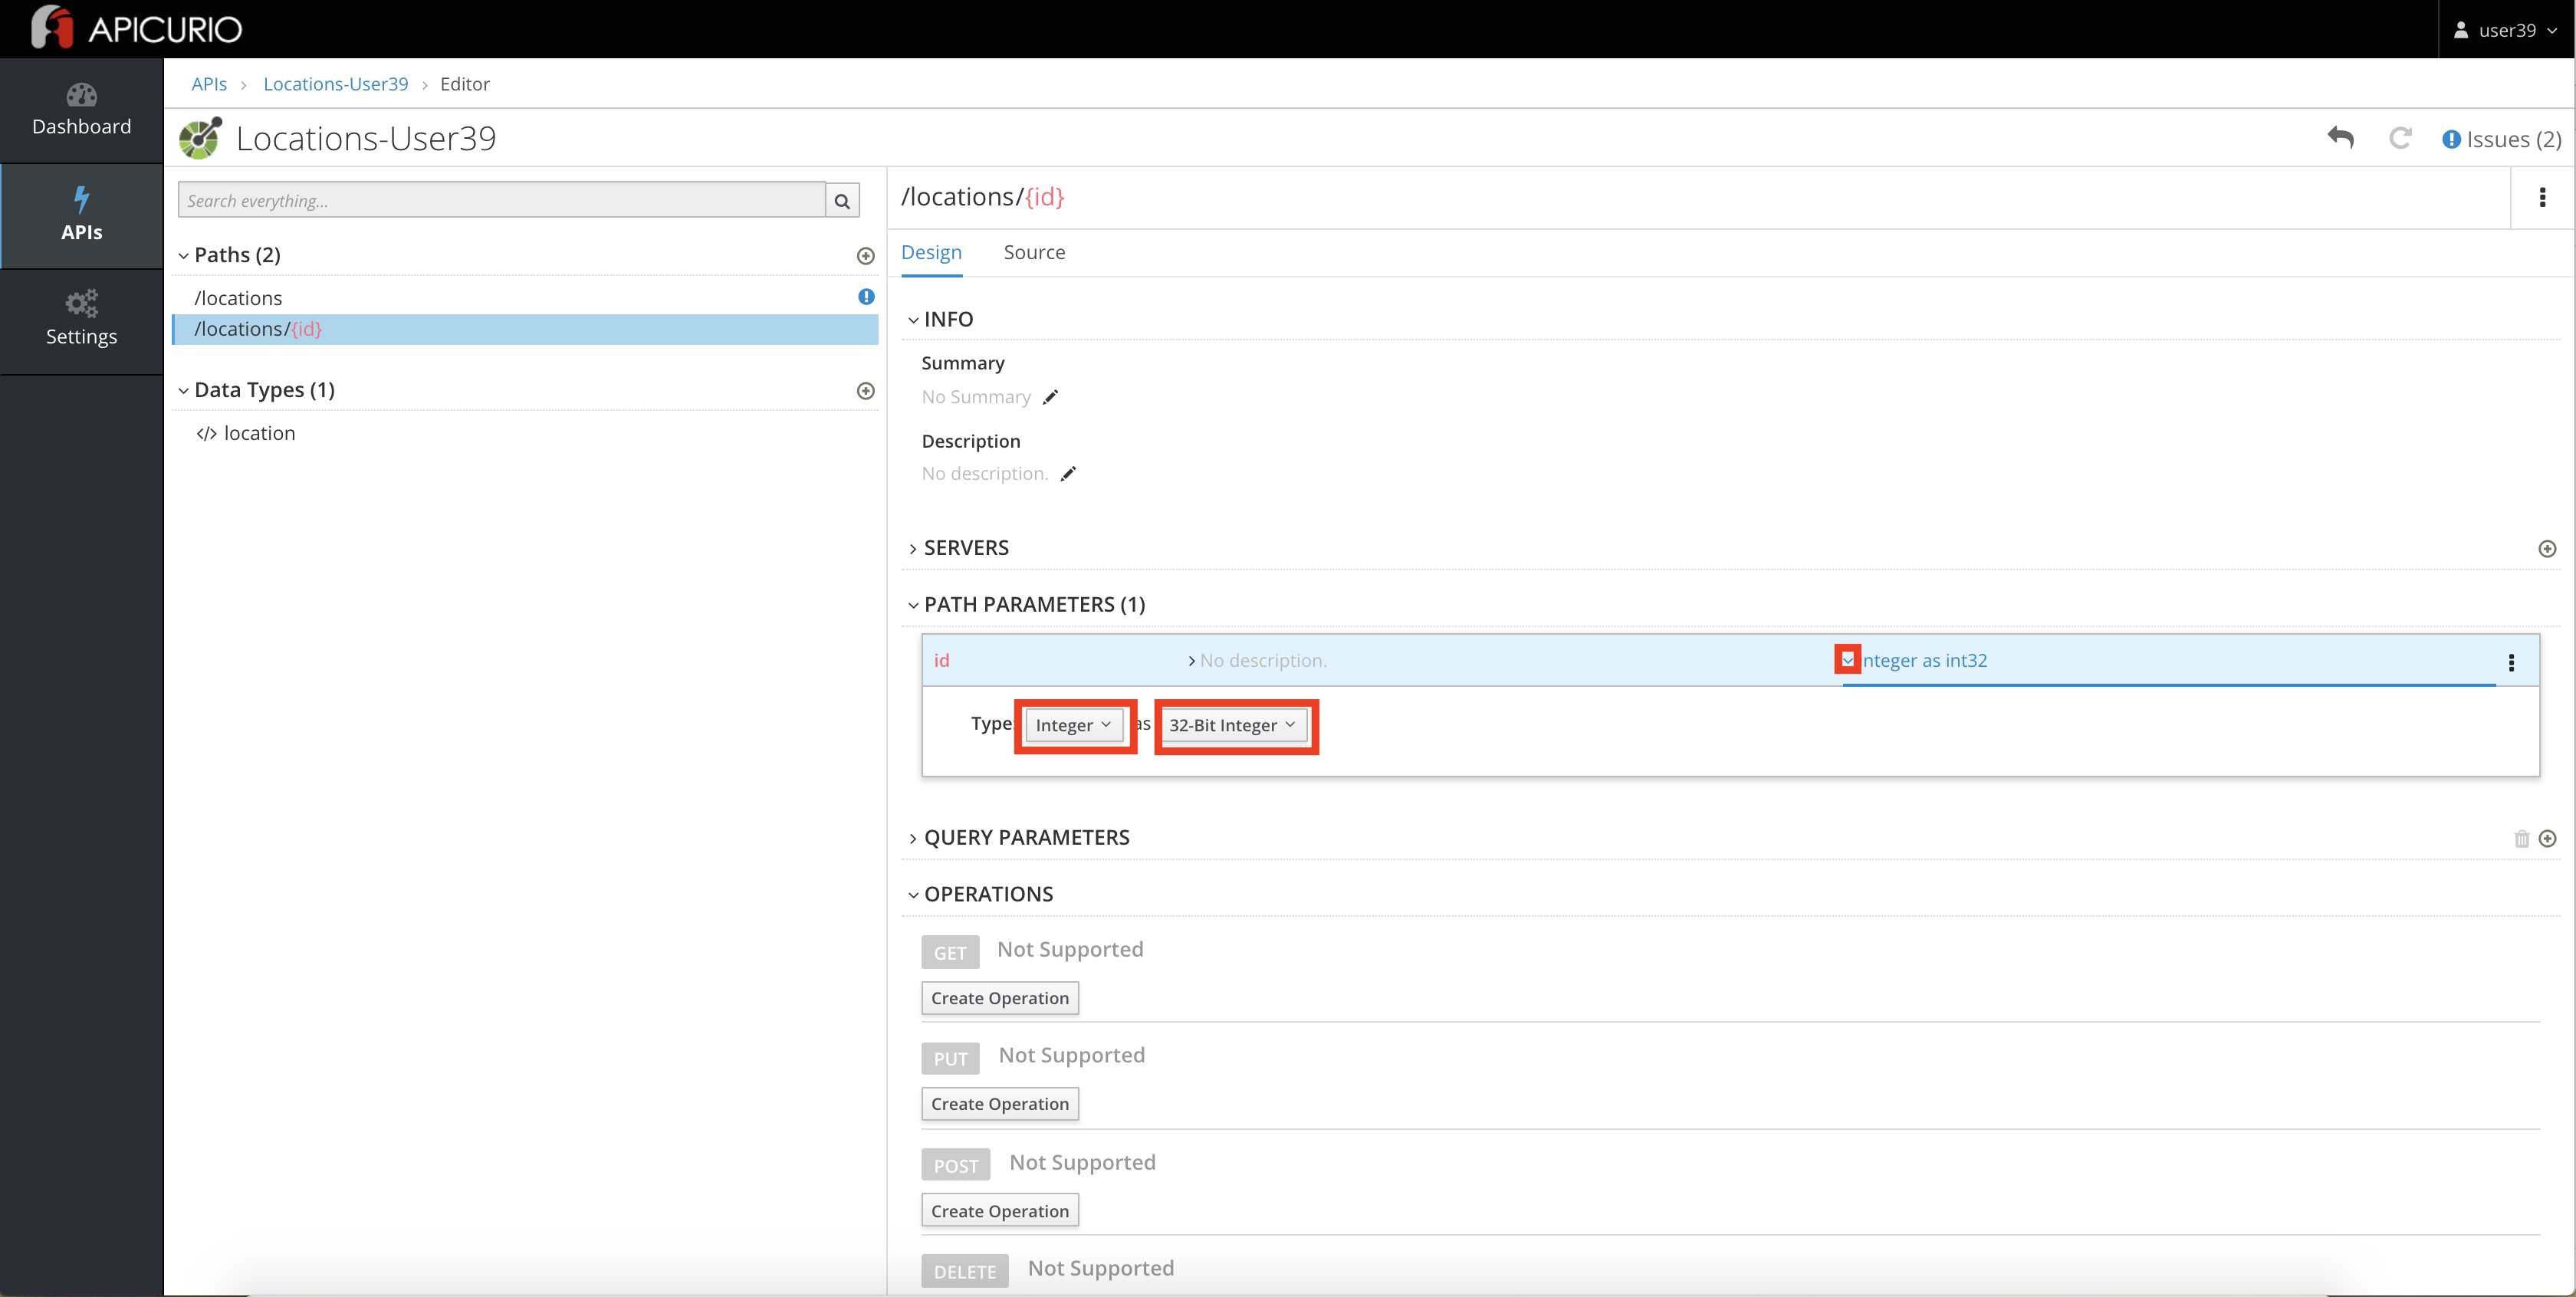 APICURIO
user39
Dashboard
APIs
Settings
APIs > Locations-User39 > Editor
Locations-User39
Issues (2)
Search everything...
Paths (2)
/locations
/locations/{id}
Data Types (1)
</> location
/locations/{id}
Design Source
INFO
Summary
No Summary
Description
No description.
SERVERS
PATH PARAMETERS (1)
id > No description. nteger as int32
Type: Integer as 32-Bit Integer
QUERY PARAMETERS
OPERATIONS
GET Not Supported
Create Operation
PUT Not Supported
Create Operation
POST Not Supported
Create Operation
DELETE Not Supported